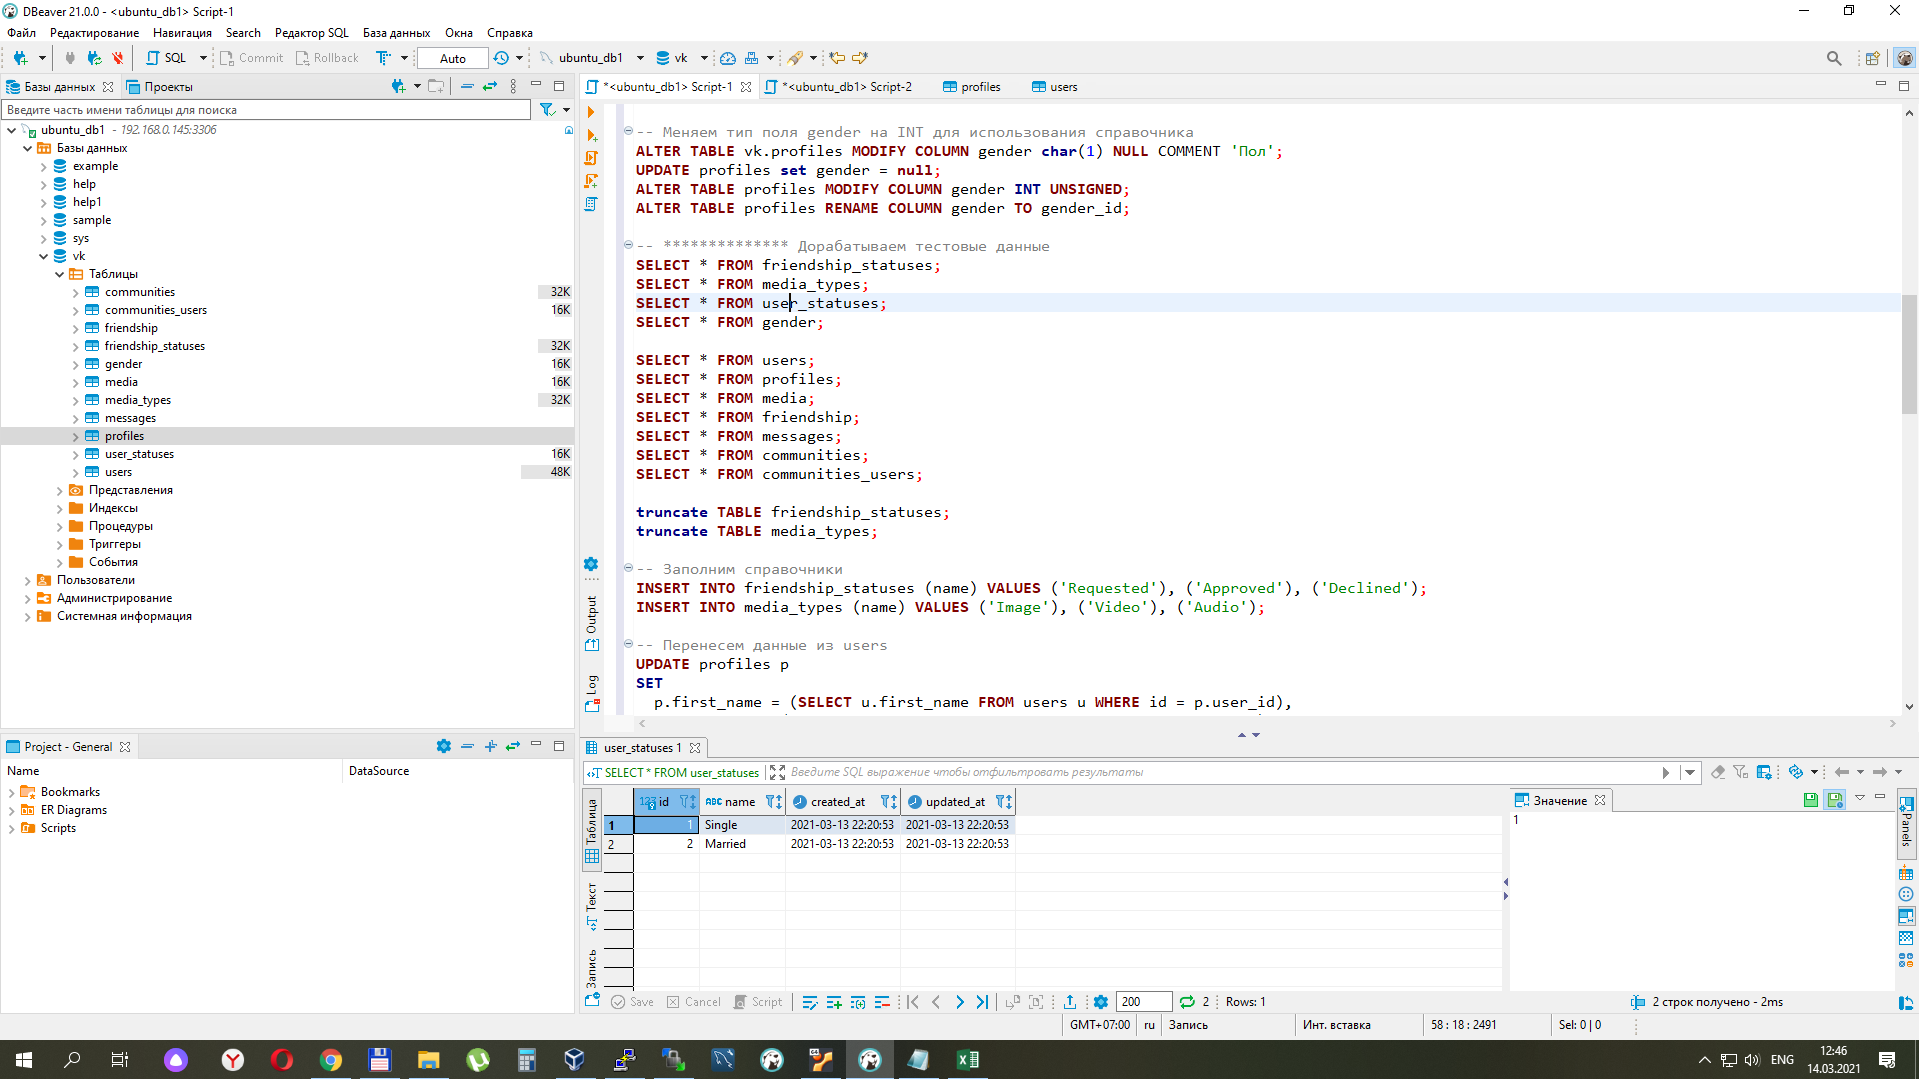 DBeaver 21.0.0 - <ubuntu_db1> Script-1
Файл Редактирование Навигация Search Редактор SQL База данных Окна Справка
SQL Commit Rollback Auto ubuntu_db1 vk
Базы данных Проекты
Введите часть имени таблицы для поиска
ubuntu_db1 - 192.168.0.145:3306
Базы данных
example
help
help1
sample
sys
vk
Таблицы
communities 32K
communities_users 16K
friendship
friendship_statuses 32K
gender 16K
media 16K
media_types 32K
messages
profiles
user_statuses 16K
users 48K
Представления
Индексы
Процедуры
Триггеры
События
Пользователи
Администрирование
Системная информация
Project - General
Name DataSource
Bookmarks
ER Diagrams
Scripts
*<ubuntu_db1> Script-1 *<ubuntu_db1> Script-2 profiles users
-- Меняем тип поля gender на INT для использования справочника
ALTER TABLE vk.profiles MODIFY COLUMN gender char(1) NULL COMMENT 'Пол';
UPDATE profiles set gender = null;
ALTER TABLE profiles MODIFY COLUMN gender INT UNSIGNED;
ALTER TABLE profiles RENAME COLUMN gender TO gender_id;
-- ************** Дорабатываем тестовые данные
SELECT * FROM friendship_statuses;
SELECT * FROM media_types;
SELECT * FROM user_statuses;
SELECT * FROM gender;
SELECT * FROM users;
SELECT * FROM profiles;
SELECT * FROM media;
SELECT * FROM friendship;
SELECT * FROM messages;
SELECT * FROM communities;
SELECT * FROM communities_users;
truncate TABLE friendship_statuses;
truncate TABLE media_types;
-- Заполним справочники
INSERT INTO friendship_statuses (name) VALUES ('Requested'), ('Approved'), ('Declined');
INSERT INTO media_types (name) VALUES ('Image'), ('Video'), ('Audio');
-- Перенесем данные из users
UPDATE profiles p
SET
p.first_name = (SELECT u.first_name FROM users u WHERE id = p.user_id),
Output
Log
user_statuses 1
SELECT * FROM user_statuses Введите SQL выражение чтобы отфильтровать результаты
Таблица
Текст
Запись
123 id ABC name created_at updated_at
1 1 Single 2021-03-13 22:20:53 2021-03-13 22:20:53
2 2 Married 2021-03-13 22:20:53 2021-03-13 22:20:53
Значение
1
Panels
Save Cancel Script 200 2 Rows: 1 2 строк получено - 2ms
GMT+07:00 ru Запись Инт. вставка 58 : 18 : 2491 Sel: 0 | 0
ENG 12:46
14.03.2021